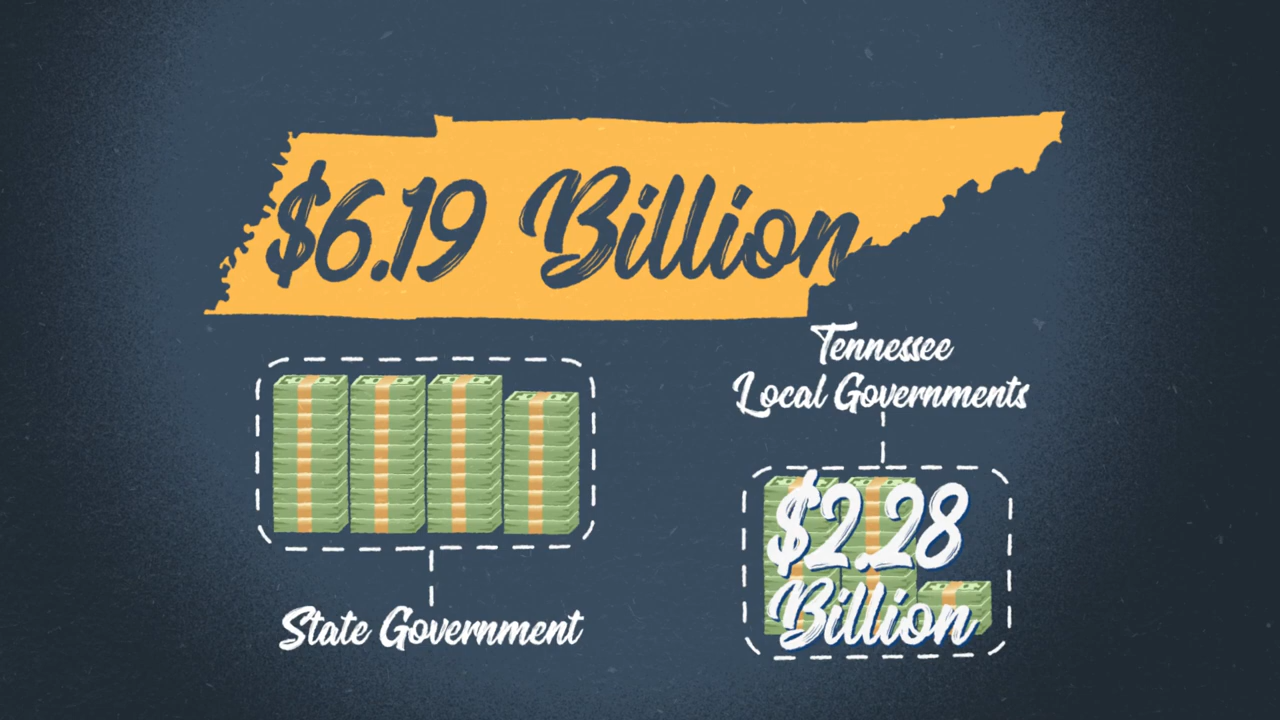 $6.19 Billion
Tennessee
Local Governments
$2.28
Billion
State Government